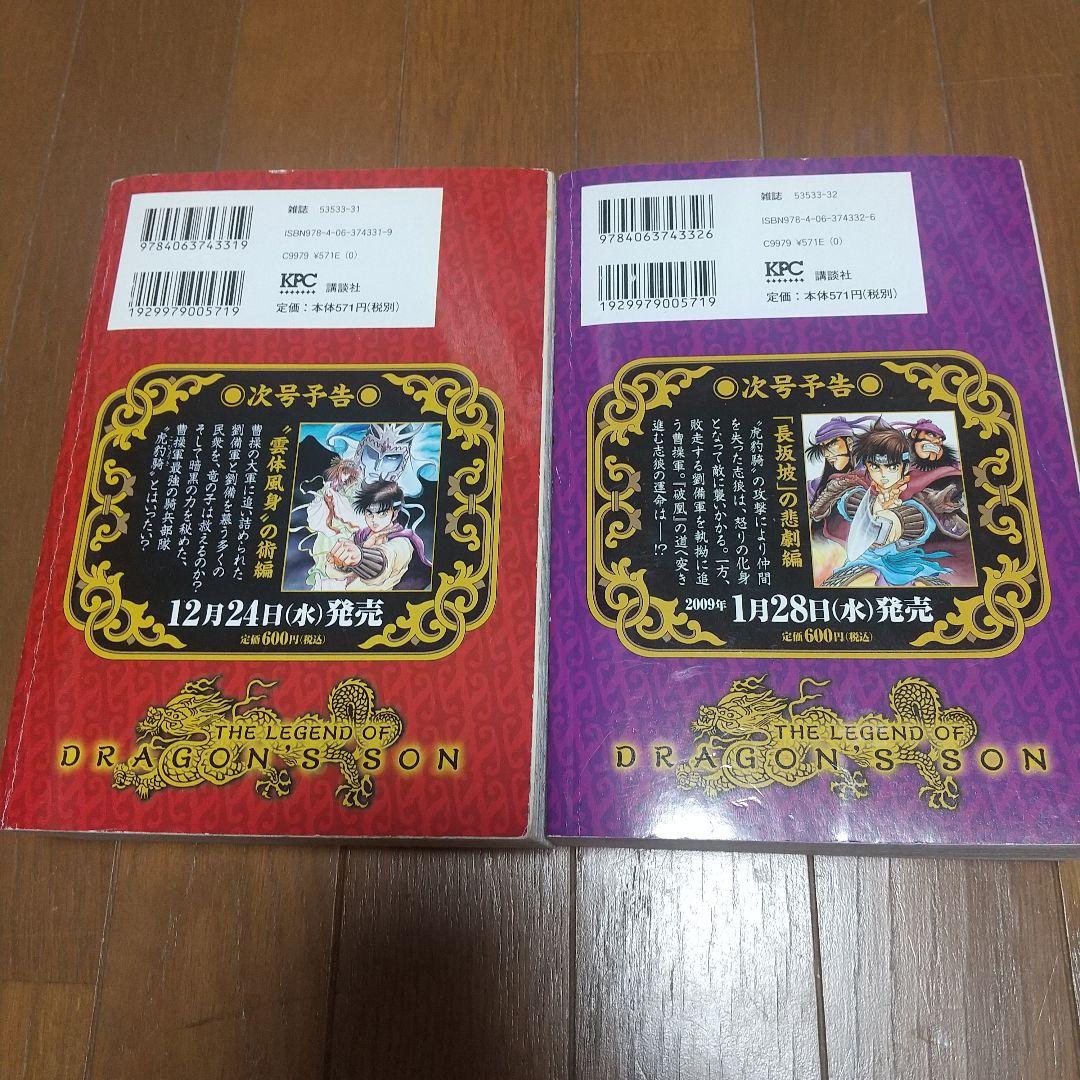 雑誌 53533-31
ISBN978-4-06-374331-9
C9979 ¥571E (0)
9784063743319
KPC 講談社
定価：本体571円(税別)
1929979005719
次号予告
“雲体風身”の術編
曹操の大軍に追い詰められた
劉備軍と劉備を慕う多くの
民衆を、竜の子は救えるのか?
そして暗黒の力を秘めた、
曹操軍最強の騎兵部隊
“虎豹騎”とはいったい?
12月24日(水)発売
定価600円(税込)
THE LEGEND OF
DRAGON'S SON
雑誌 53533-32
ISBN978-4-06-374332-6
C9979 ¥571E (0)
9784063743326
KPC 講談社
定価：本体571円(税別)
1929979005719
次号予告
「長坂坡」の悲劇編
“虎豹騎”の攻撃により仲間
を失った志狼は、怒りの化身
となって敵に襲いかかる。一方、
敗走する劉備軍を執拗に追
う曹操軍。「破凰」の道へ突き
進む志狼の運命は――!?
2009年1月28日(水)発売
定価600円(税込)
THE LEGEND OF
DRAGON'S SON